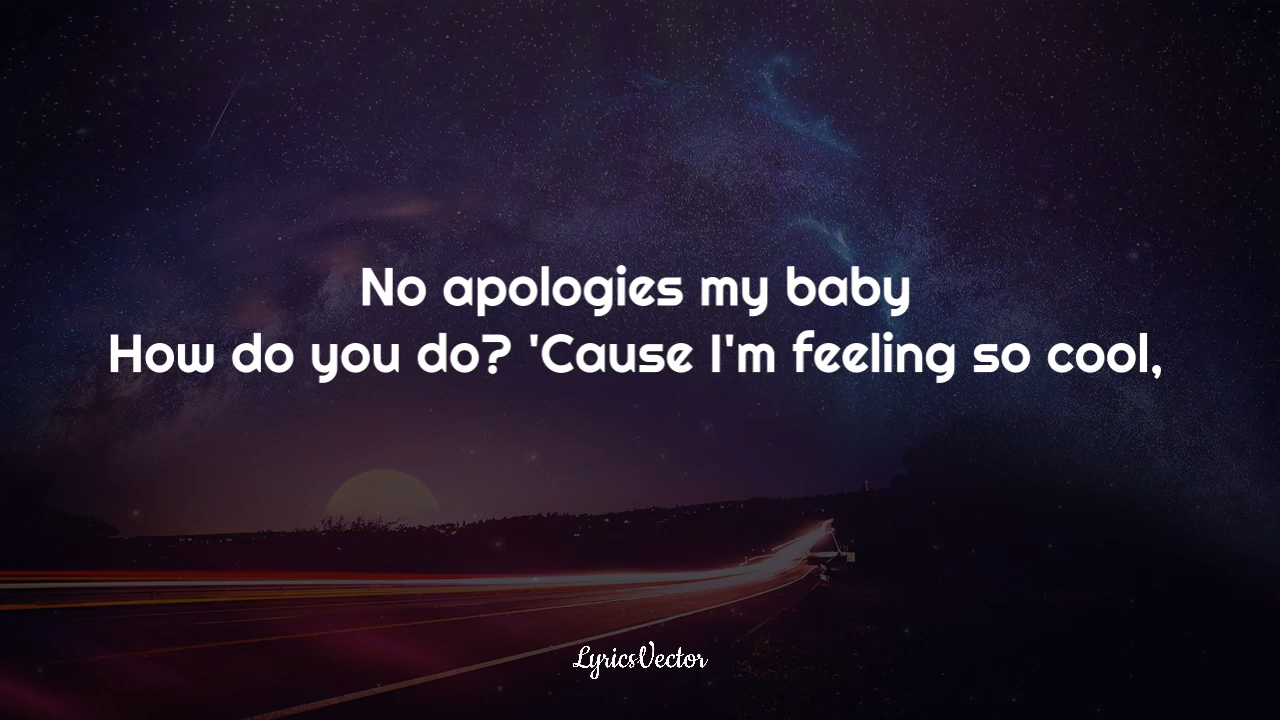 No apologies my baby
How do you do? 'Cause I'm feeling so cool,
LyricsVector